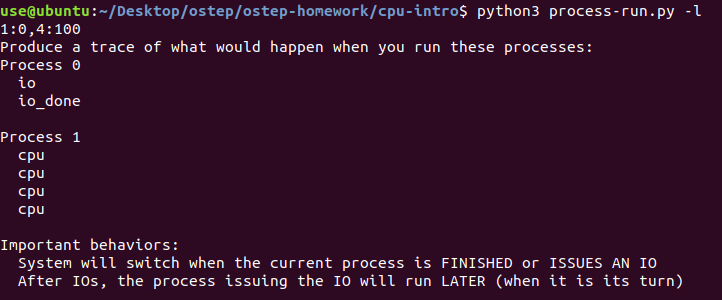 use@ubuntu:~/Desktop/ostep/ostep-homework/cpu-intro$ python3 process-run.py -l
1:0,4:100
Produce a trace of what would happen when you run these processes:
Process 0
  io
  io_done

Process 1
  cpu
  cpu
  cpu
  cpu

Important behaviors:
  System will switch when the current process is FINISHED or ISSUES AN IO
  After IOs, the process issuing the IO will run LATER (when it is its turn)